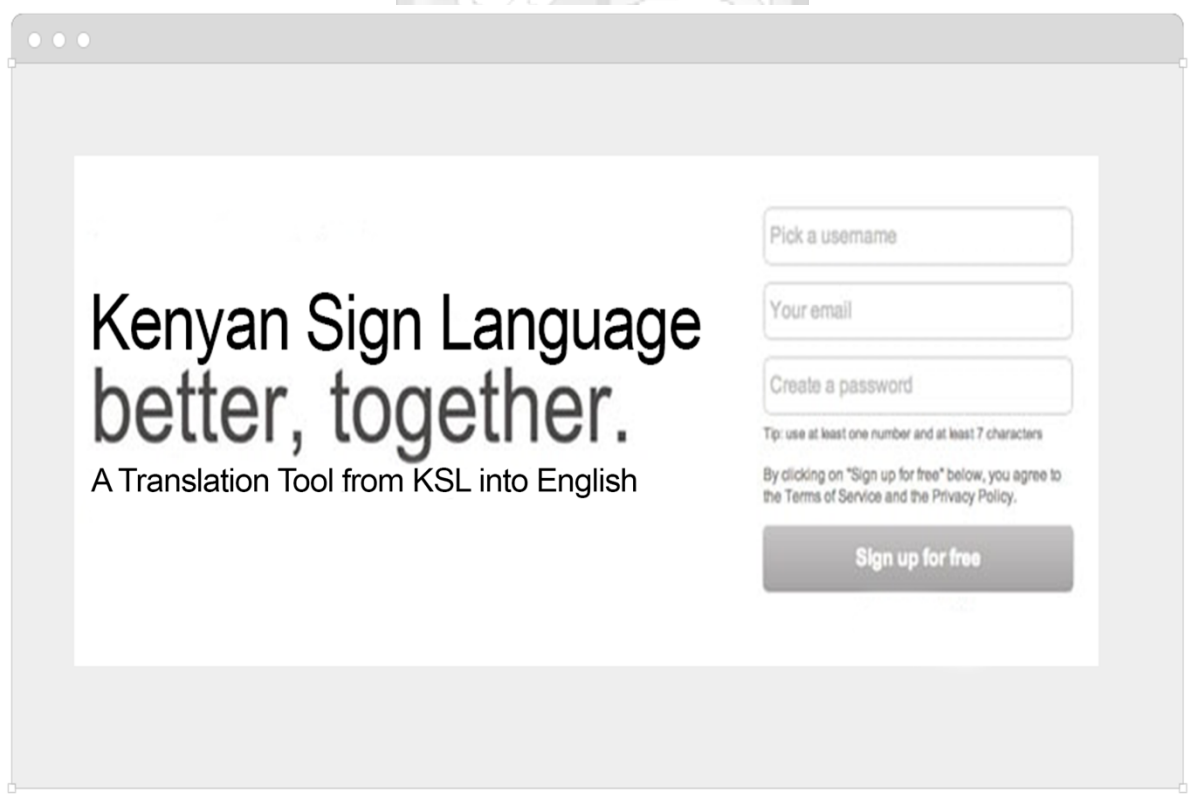 Kenyan Sign Language
better, together.
A Translation Tool from KSL into English
Pick a username
Your email
Create a password
Tip: use at least one number and at least 7 characters
By clicking on "Sign up for free" below, you agree to
the Terms of Service and the Privacy Policy.
Sign up for free